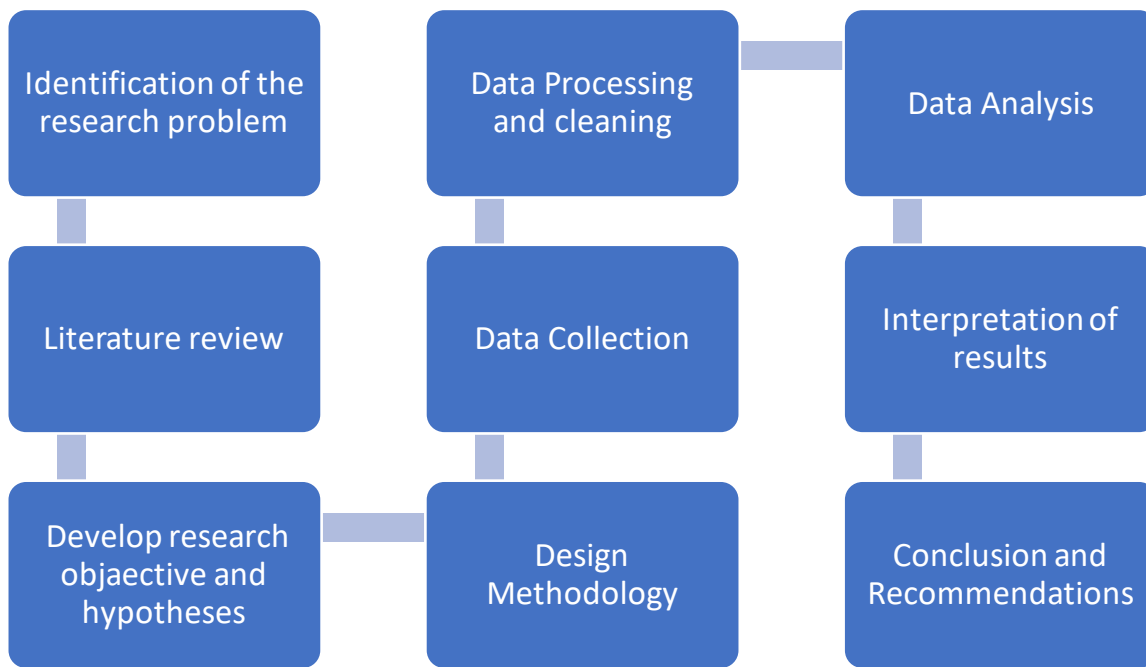 Identification of the
research problem
Literature review
Develop research
objaective and
hypotheses
Design
Methodology
Data Collection
Data Processing
and cleaning
Data Analysis
Interpretation of
results
Conclusion and
Recommendations